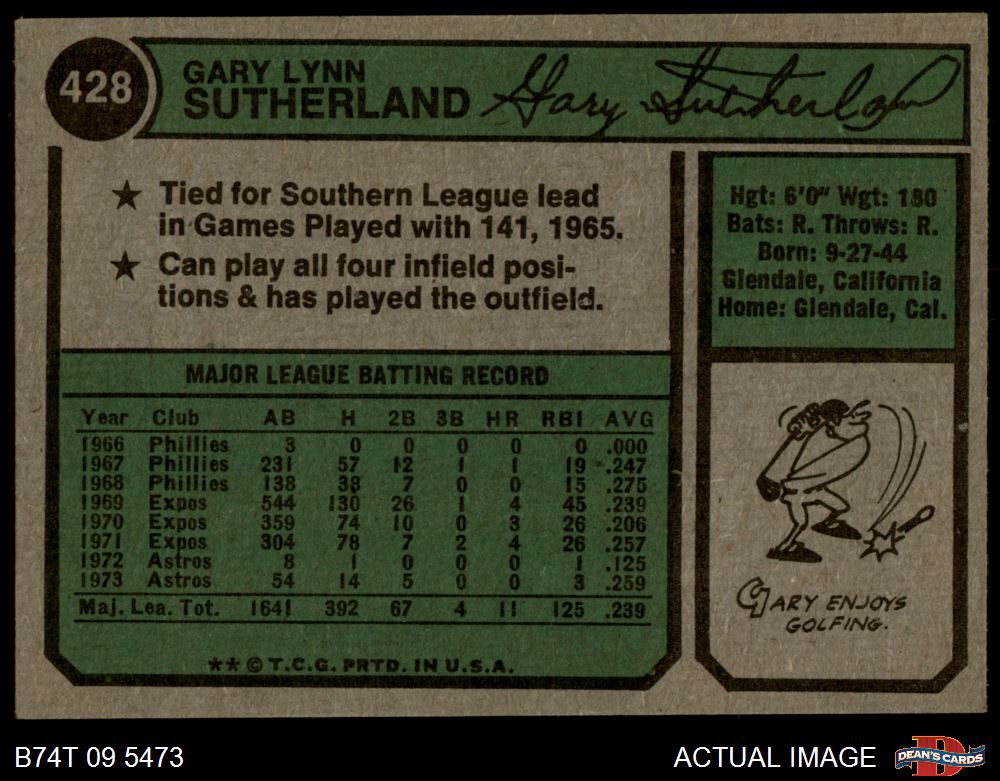 428
GARY LYNN
SUTHERLAND
Gary Sutherland
★ Tied for Southern League lead
in Games Played with 141, 1965.
★ Can play all four infield posi-
tions & has played the outfield.
Hgt: 6'0" Wgt: 180
Bats: R. Throws: R.
Born: 9-27-44
Glendale, California
Home: Glendale, Cal.
MAJOR LEAGUE BATTING RECORD
Year Club AB H 2B 3B HR RBI AVG
1966 Phillies 3 0 0 0 0 0 .000
1967 Phillies 231 57 12 1 1 19 .247
1968 Phillies 138 38 7 0 0 15 .275
1969 Expos 544 130 26 1 4 45 .239
1970 Expos 359 74 10 0 3 26 .206
1971 Expos 304 78 7 2 4 26 .257
1972 Astros 8 1 0 0 0 1 .125
1973 Astros 54 14 5 0 0 3 .259
Maj. Lea. Tot. 1641 392 67 4 11 125 .239
** © T.C.G. PRTD. IN U.S.A.
GARY ENJOYS
GOLFING.
B74T 09 5473
ACTUAL IMAGE
D
DEAN'S CARDS